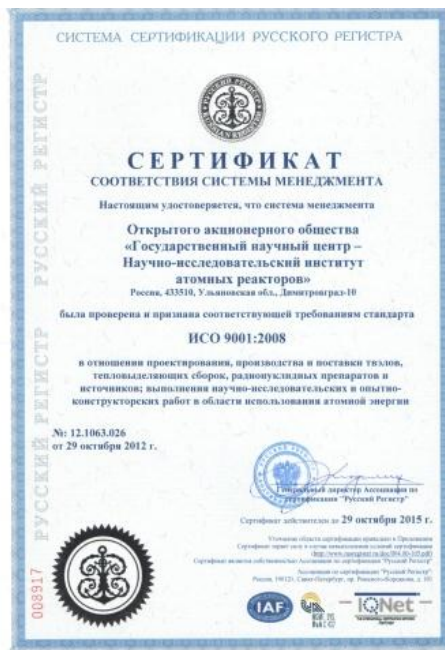 СИСТЕМА СЕРТИФИКАЦИИ РУССКОГО РЕГИСТРА
РУССКИЙ РЕГИСТР РУССКИЙ РЕГИСТР РУССКИЙ РЕГИСТР
СЕРТИФИКАТ
СООТВЕТСТВИЯ СИСТЕМЫ МЕНЕДЖМЕНТА
Настоящим удостоверяется, что система менеджмента
Открытого акционерного общества
«Государственный научный центр –
Научно-исследовательский институт
атомных реакторов»
Россия, 433510, Ульяновская обл., Димитровград-10
была проверена и признана соответствующей требованиям стандарта
ИСО 9001:2008
в отношении проектирования, производства и поставки твэлов,
тепловыделяющих сборок, радионуклидных препаратов и
источников; выполнения научно-исследовательских и опытно-
конструкторских работ в области использования атомной энергии
№: 12.1063.026
от 29 октября 2012 г.
Генеральный директор Ассоциации по
сертификации "Русский Регистр"
Сертификат действителен до 29 октября 2015 г.
008917
IAF
IQNet